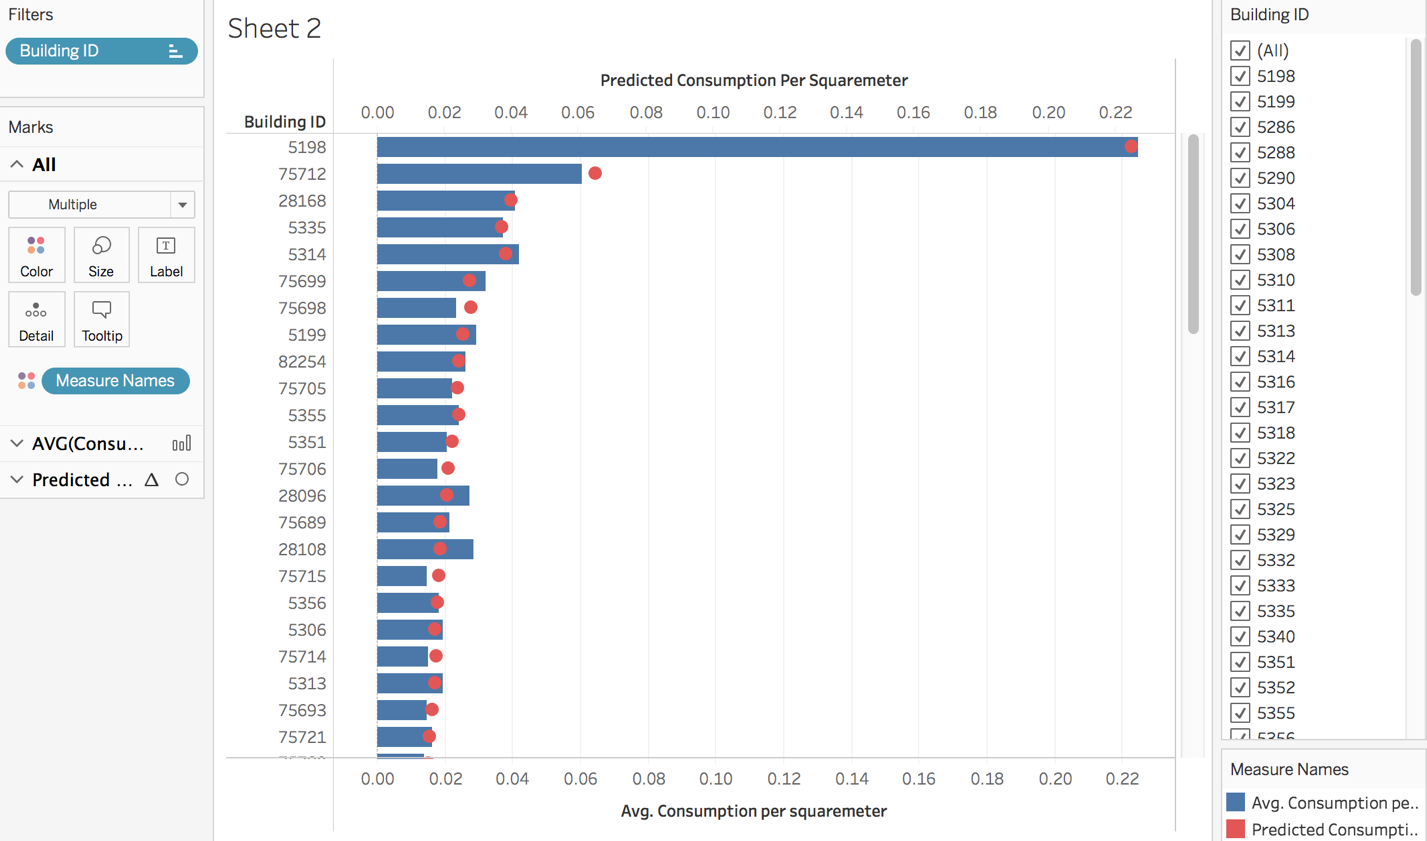 Filters
Building ID
Marks
All
Multiple
Color
Size
T
Label
Detail
Tooltip
Measure Names
AVG(Consu...
Predicted ...
Sheet 2
Predicted Consumption Per Squaremeter
0.00 0.02 0.04 0.06 0.08 0.10 0.12 0.14 0.16 0.18 0.20 0.22
Building ID
5198
75712
28168
5335
5314
75699
75698
5199
82254
75705
5355
5351
75706
28096
75689
28108
75715
5356
5306
75714
5313
75693
75721
0.00 0.02 0.04 0.06 0.08 0.10 0.12 0.14 0.16 0.18 0.20 0.22
Avg. Consumption per squaremeter
Building ID
(All)
5198
5199
5286
5288
5290
5304
5306
5308
5310
5311
5313
5314
5316
5317
5318
5322
5323
5325
5329
5332
5333
5335
5340
5351
5352
5355
5356
Measure Names
Avg. Consumption pe..
Predicted Consumpti..